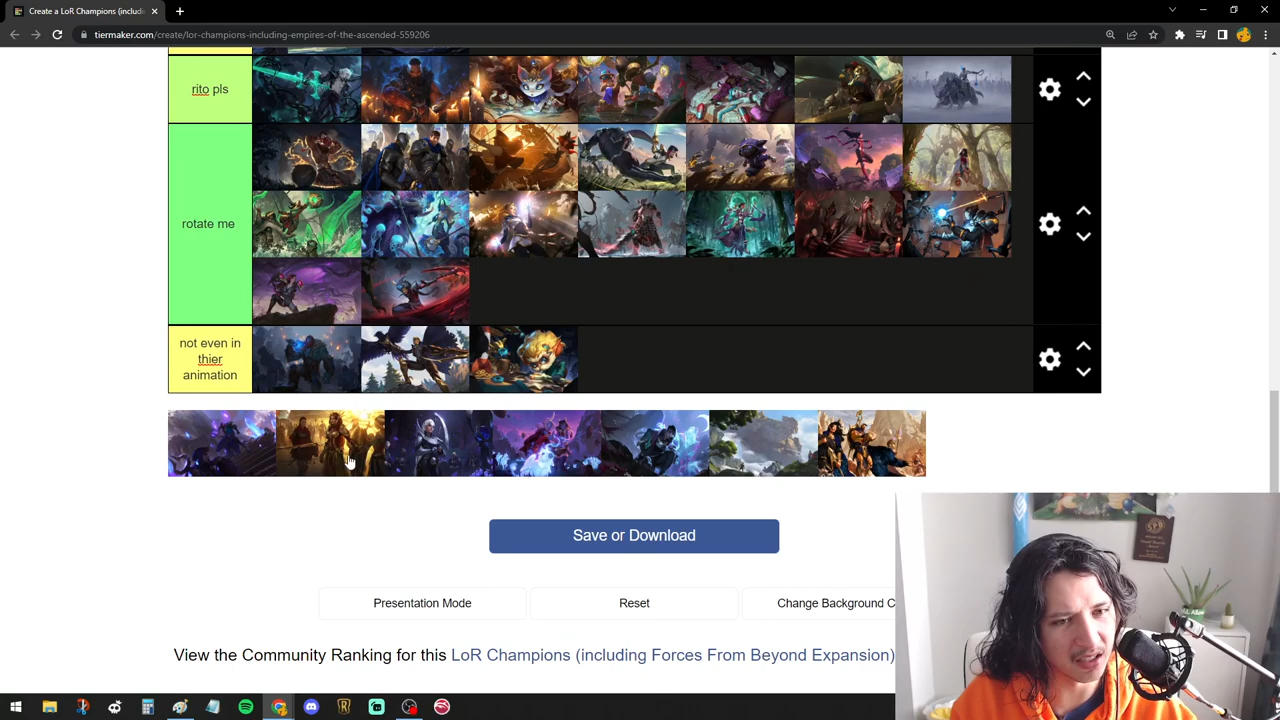 Create a LoR Champions (includi
tiermaker.com/create/lor-champions-including-empires-of-the-ascended-559206
rito pls
rotate me
not even in
thier
animation
Save or Download
Presentation Mode
Reset
Change Background C
View the Community Ranking for this LoR Champions (including Forces From Beyond Expansion)